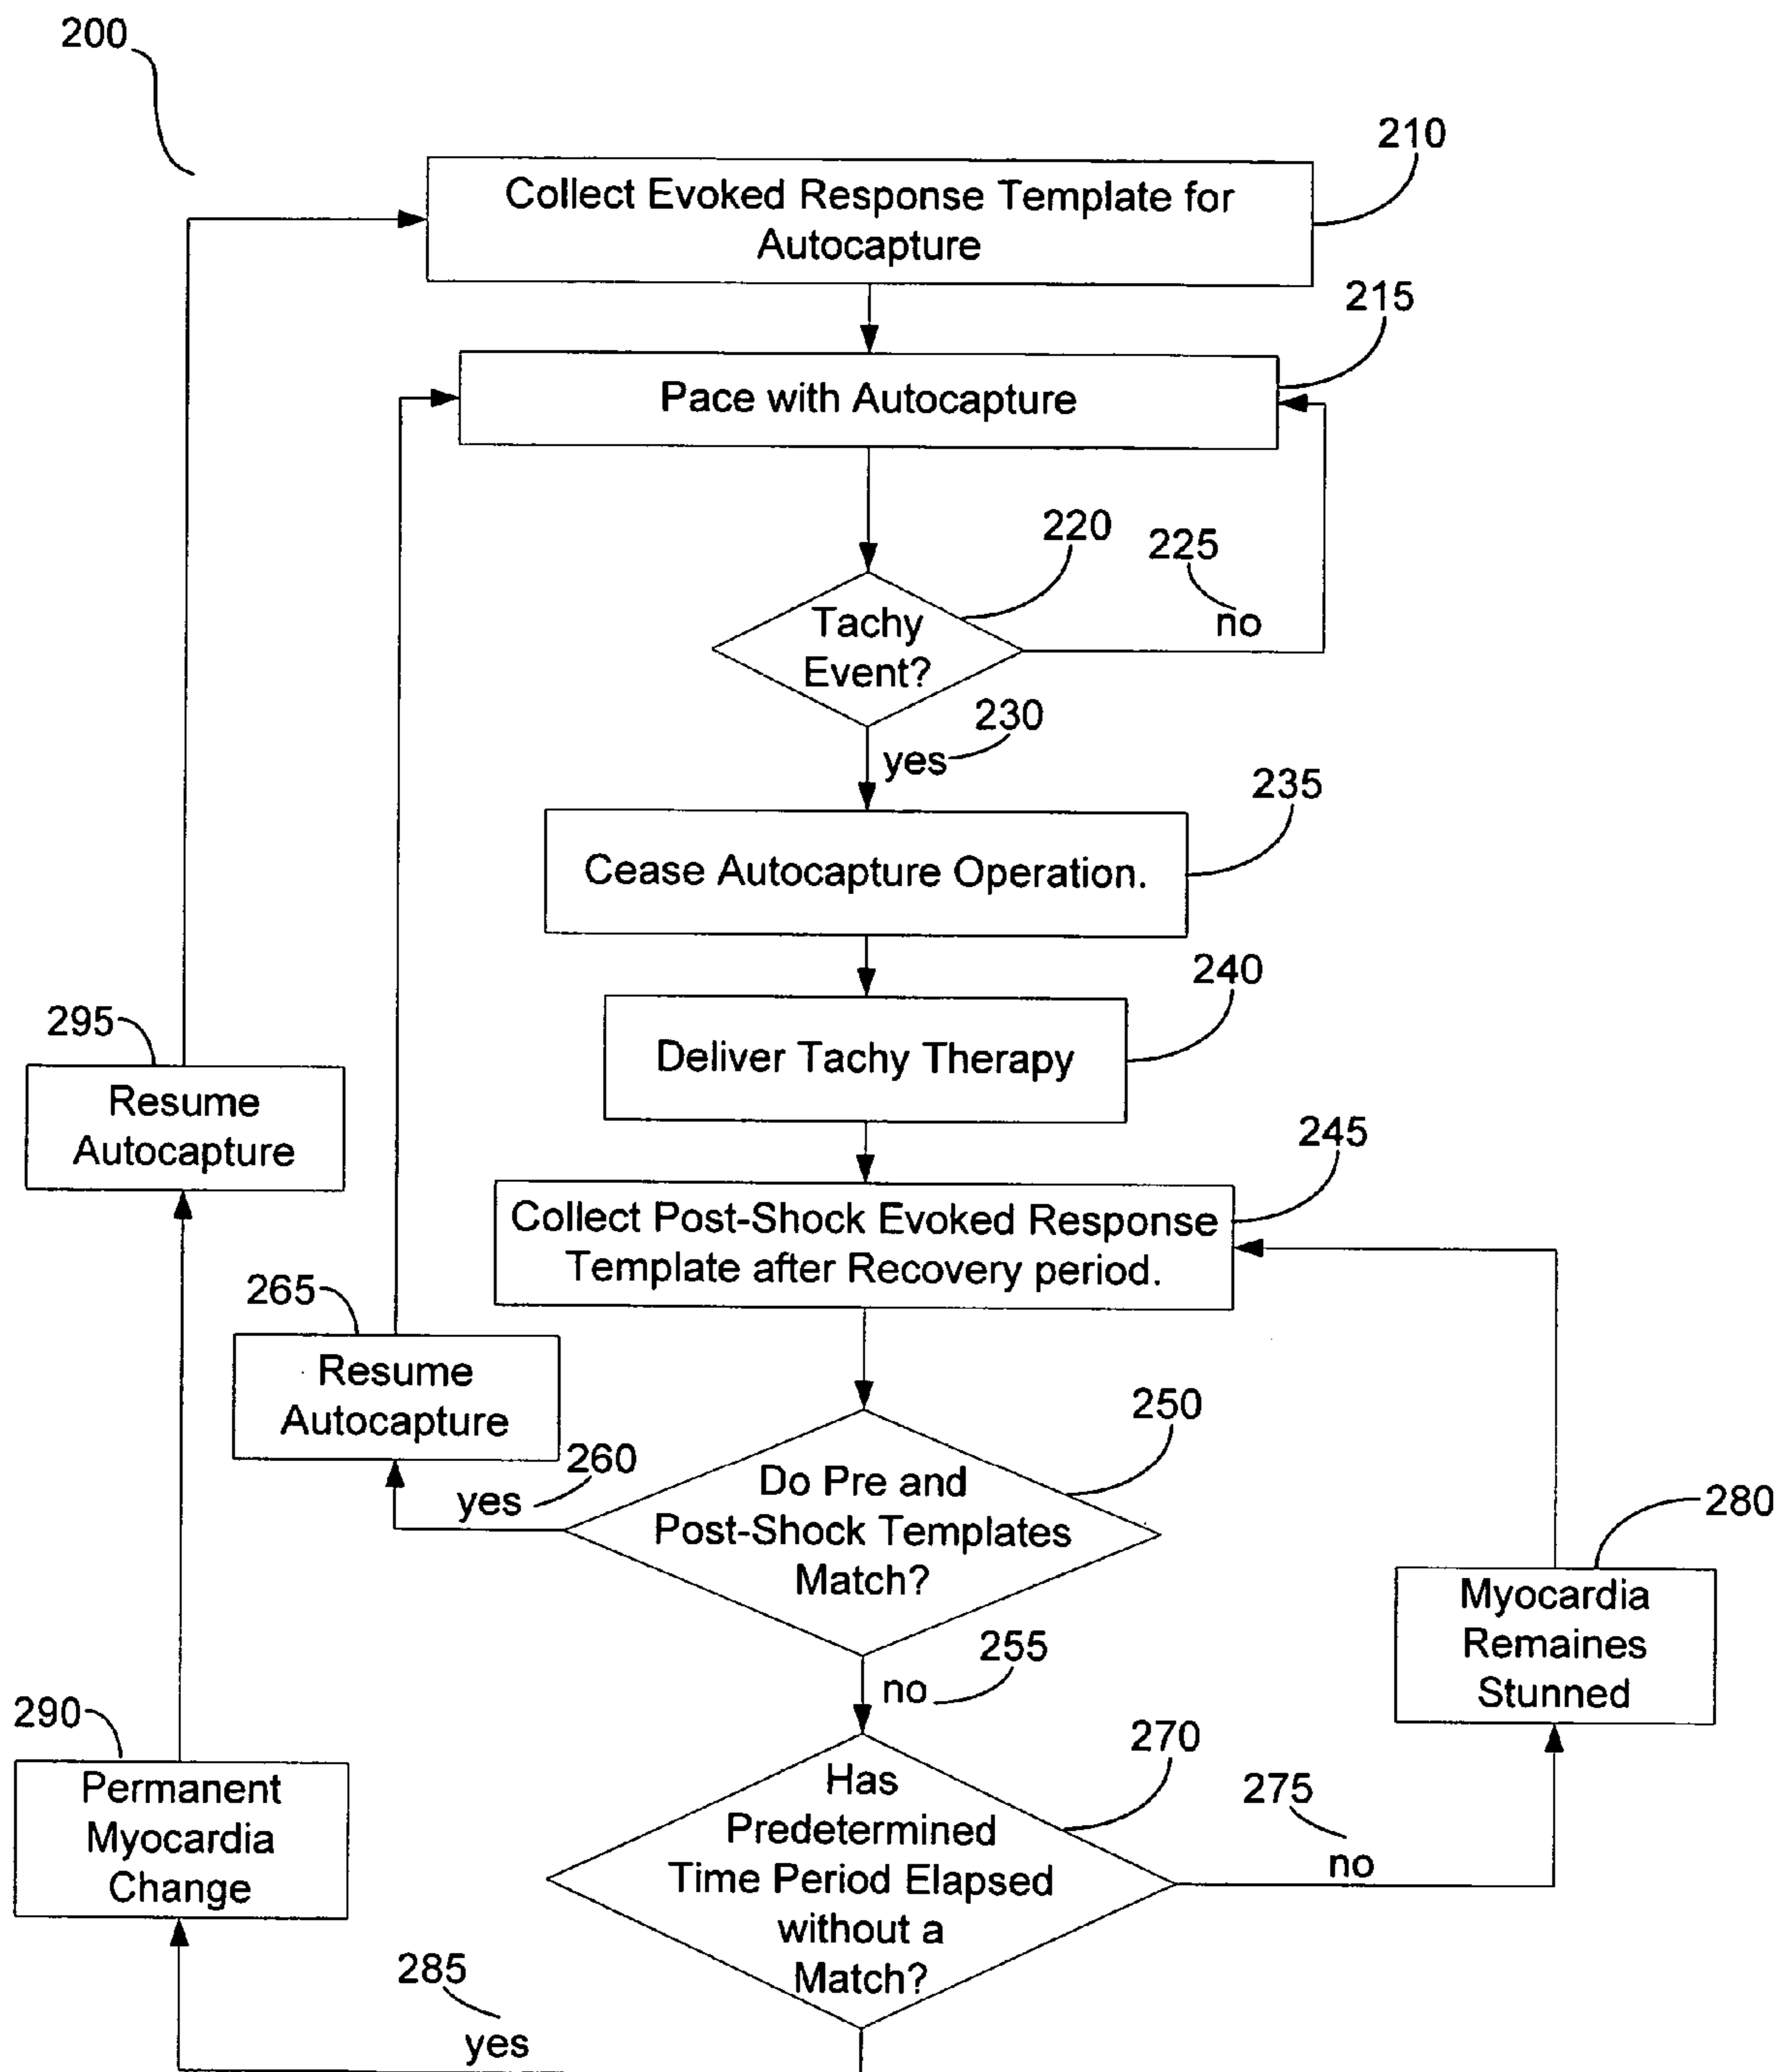 200
210
Collect Evoked Response Template for
Autocapture
215
Pace with Autocapture
220
225
Tachy
Event?
no
230
yes
235
Cease Autocapture Operation.
240
Deliver Tachy Therapy
295
Resume
Autocapture
245
Collect Post-Shock Evoked Response
Template after Recovery period.
265
Resume
Autocapture
250
260
yes
Do Pre and
Post-Shock Templates
Match?
280
Myocardia
Remaines
Stunned
255
no
290
Permanent
Myocardia
Change
270
Has
Predetermined
Time Period Elapsed
without a
Match?
275
no
285
yes